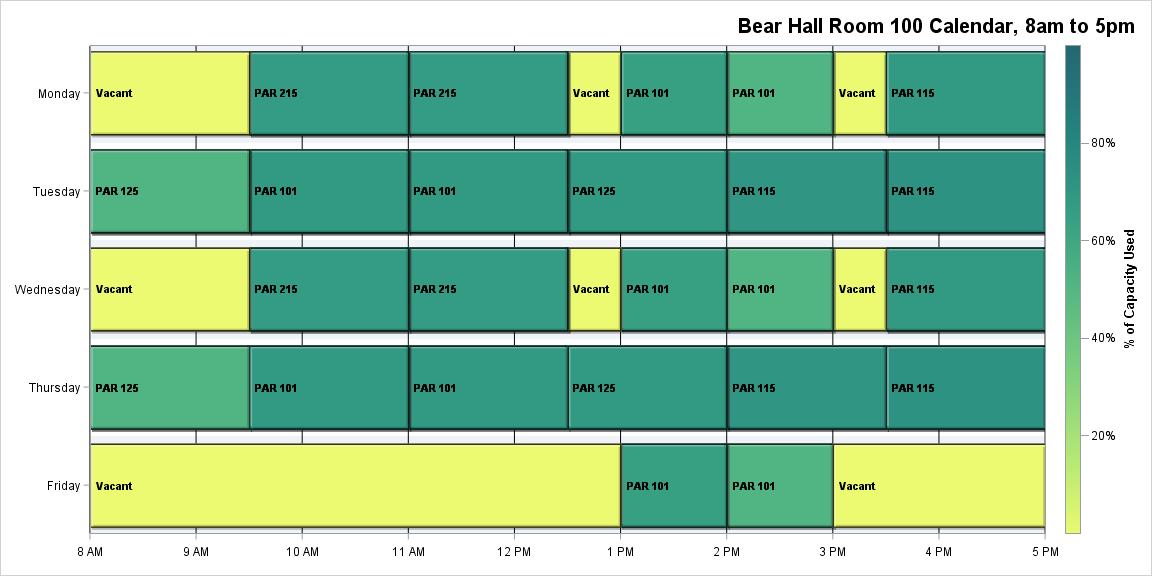 Bear Hall Room 100 Calendar, 8am to 5pm
Monday
Vacant
PAR 215
PAR 215
Vacant
PAR 101
PAR 101
Vacant
PAR 115
Tuesday
PAR 125
PAR 101
PAR 101
PAR 125
PAR 115
PAR 115
Wednesday
Vacant
PAR 215
PAR 215
Vacant
PAR 101
PAR 101
Vacant
PAR 115
Thursday
PAR 125
PAR 101
PAR 101
PAR 125
PAR 115
PAR 115
Friday
Vacant
PAR 101
PAR 101
Vacant
8 AM
9 AM
10 AM
11 AM
12 PM
1 PM
2 PM
3 PM
4 PM
5 PM
80%
60%
40%
20%
% of Capacity Used